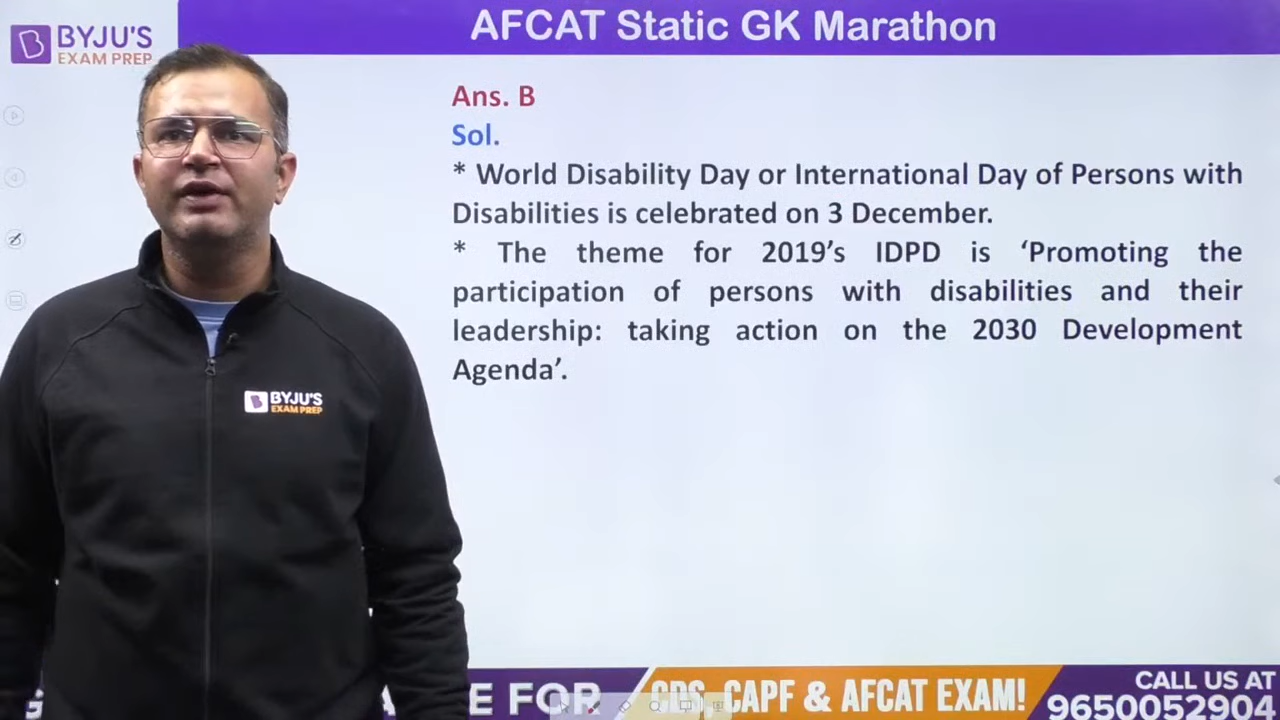 AFCAT Static GK Marathon
BYJU'S
EXAM PREP
Ans. B
Sol.
* World Disability Day or International Day of Persons with
Disabilities is celebrated on 3 December.
* The theme for 2019's IDPD is ‘Promoting the
participation of persons with disabilities and their
leadership: taking action on the 2030 Development
Agenda’.
BYJU'S
EXAM PREP
E FOR
CDS, CAPF & AFCAT EXAM!
CALL US AT
9650052904